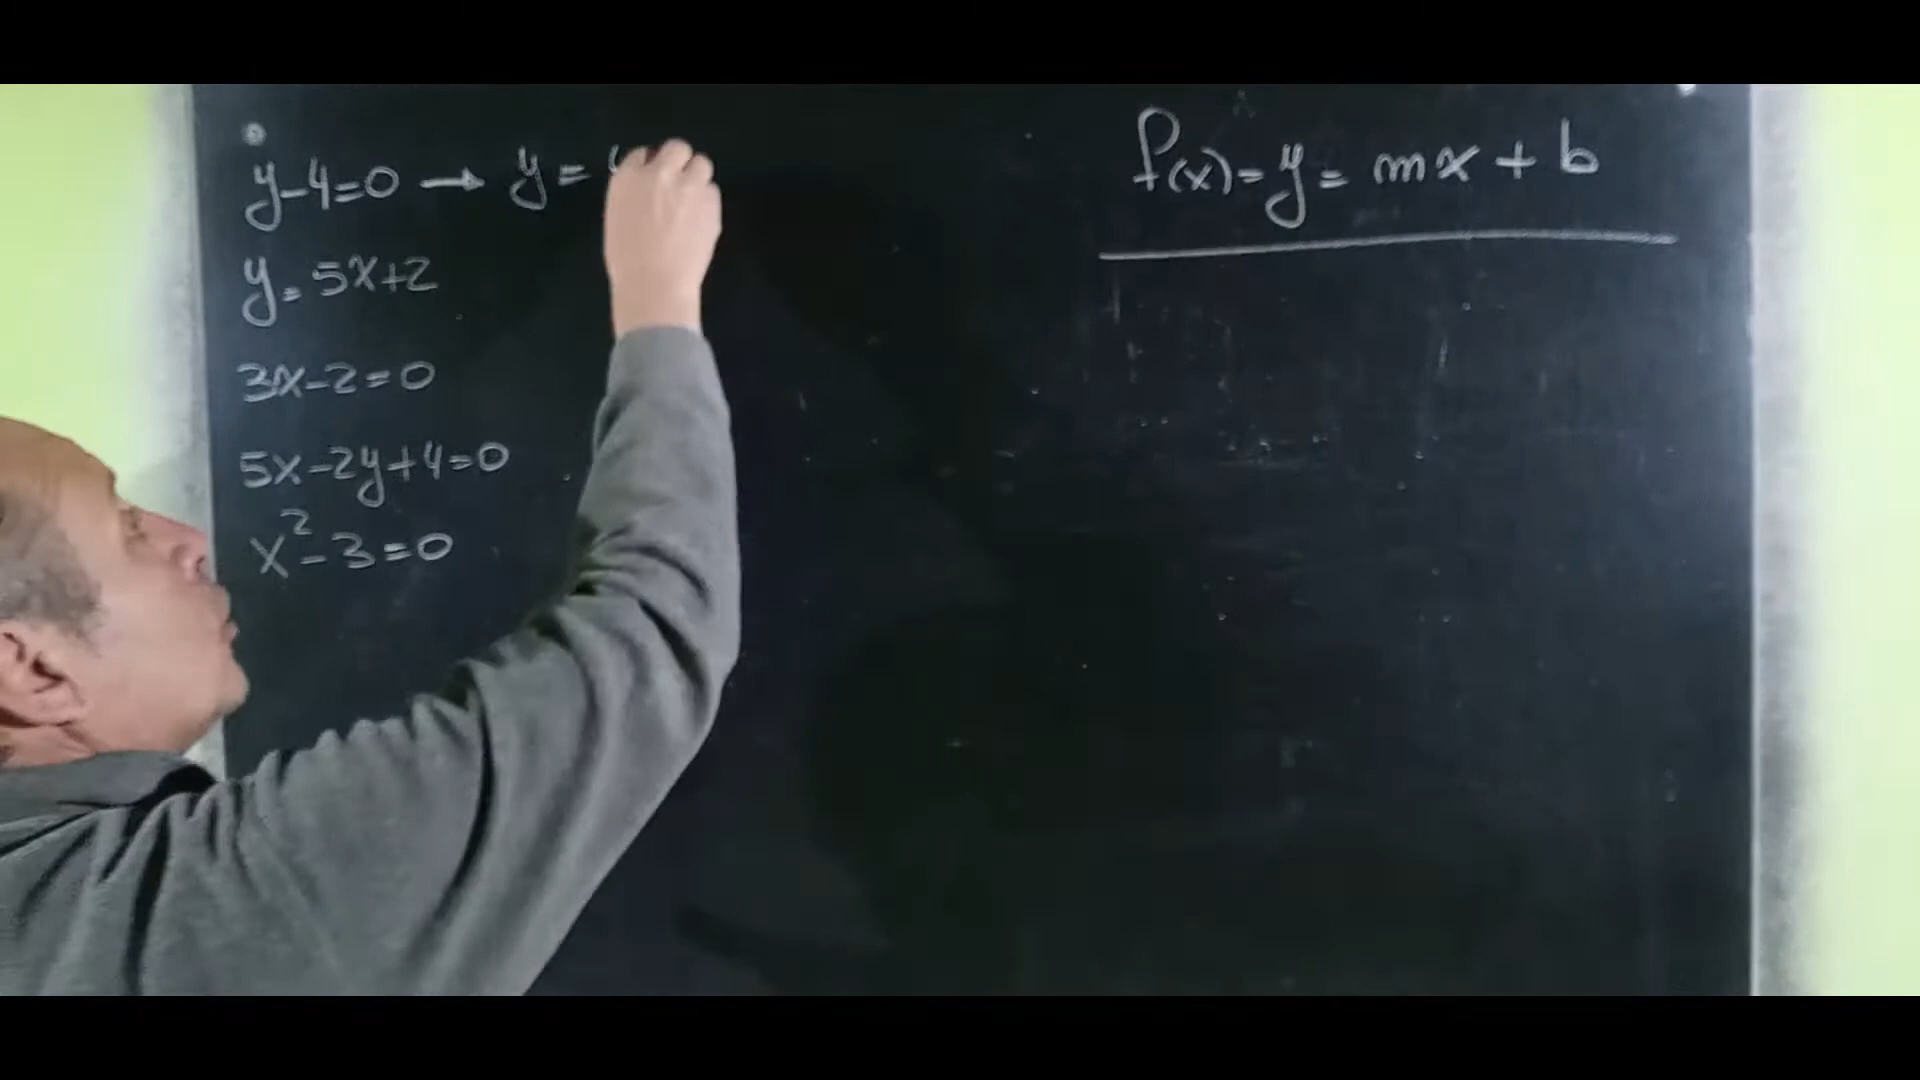 y-4=0 → y=
y=5x+2
3x-2=0
5x-2y+4=0
x²-3=0
f(x)=y=mx+b